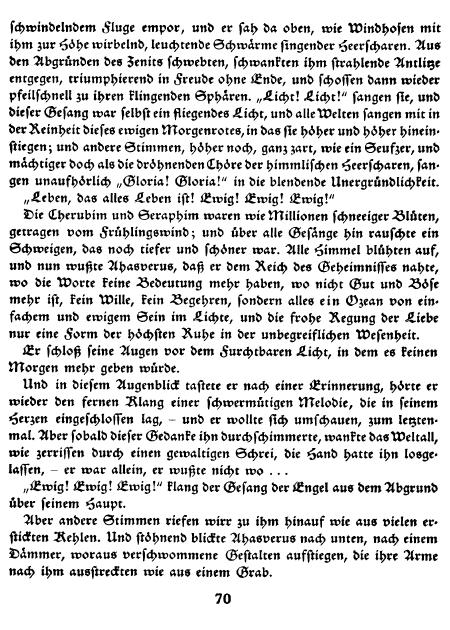 schwindelndem Fluge empor, und er sah da oben, wie Windhosen mit
ihm zur Höhe wirbelnd, leuchtende Schwärme singender Heerscharen. Aus
den Abgründen des Zenits schwebten, schwankten ihm strahlende Antlitze
entgegen, triumphierend in Freude ohne Ende, und schossen dann wieder
pfeilschnell zu ihren klingenden Sphären. „Licht! Licht!“ sangen sie, und
dieser Gesang war selbst ein fliegendes Licht, und alle Welten sangen mit in
der Reinheit dieses ewigen Morgenrotes, in das sie höher und höher hinein-
stiegen; und andere Stimmen, höher noch, ganz zart, wie ein Seufzer, und
mächtiger doch als die dröhnenden Chöre der himmlischen Heerscharen, san-
gen unaufhörlich „Gloria! Gloria!“ in die blendende Unergründlichkeit.
„Leben, das alles Leben ist! Ewig! Ewig! Ewig!“
Die Cherubim und Seraphim waren wie Millionen schneeiger Blüten,
getragen vom Frühlingswind; und über alle Gesänge hin rauschte ein
Schweigen, das noch tiefer und schöner war. Alle Himmel blühten auf,
und nun wußte Ahasverus, daß er dem Reich des Geheimnisses nahte,
wo die Worte keine Bedeutung mehr haben, wo nicht Gut und Böse
mehr ist, kein Wille, kein Begehren, sondern alles ein Ozean von ein-
fachem und ewigem Sein im Lichte, und die frohe Regung der Liebe
nur eine Form der höchsten Ruhe in der unbegreiflichen Wesenheit.
Er schloß seine Augen vor dem Furchtbaren Licht, in dem es keinen
Morgen mehr geben würde.
Und in diesem Augenblick tastete er nach einer Erinnerung, hörte er
wieder den fernen Klang einer schwermütigen Melodie, die in seinem
Herzen eingeschlossen lag, – und er wollte sich umschauen, zum letzten-
mal. Aber sobald dieser Gedanke ihn durchschimmerte, wankte das Weltall,
wie zerrissen durch einen gewaltigen Schrei, die Hand hatte ihn losge-
lassen, – er war allein, er wußte nicht wo . . .
„Ewig! Ewig! Ewig!“ klang der Gesang der Engel aus dem Abgrund
über seinem Haupt.
Aber andere Stimmen riefen wirr zu ihm hinauf wie aus vielen er-
stickten Kehlen. Und stöhnend blickte Ahasverus nach unten, nach einem
Dämmer, woraus verschwommene Gestalten aufstiegen, die ihre Arme
nach ihm ausstreckten wie aus einem Grab.
70